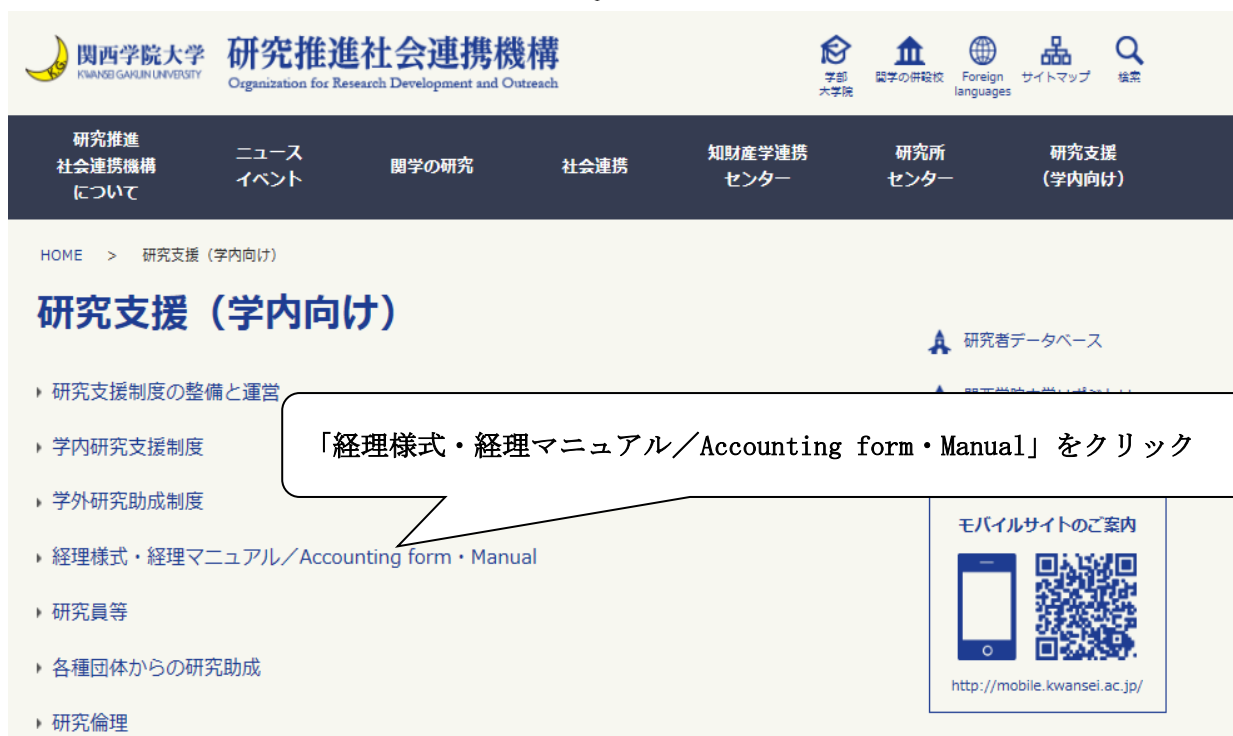 関西学院大学
KWANSEI GAKUIN UNIVERSITY
研究推進社会連携機構
Organization for Research Development and Outreach
学部
大学院
関学の併設校
Foreign
languages
サイトマップ
検索
研究推進
社会連携機構
について
ニュース
イベント
関学の研究
社会連携
知財産学連携
センター
研究所
センター
研究支援
(学内向け)
HOME > 研究支援(学内向け)
研究支援(学内向け)
研究者データベース
研究支援制度の整備と運営
「経理様式・経理マニュアル／Accounting form・Manual」をクリック
学内研究支援制度
学外研究助成制度
経理様式・経理マニュアル／Accounting form・Manual
研究員等
各種団体からの研究助成
研究倫理
モバイルサイトのご案内
http://mobile.kwansei.ac.jp/